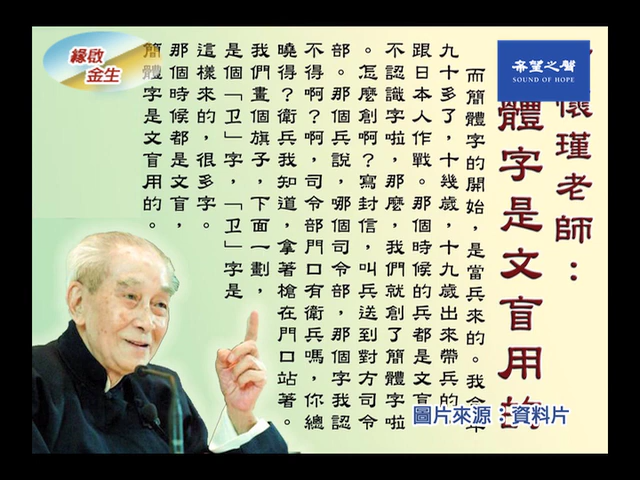 緣啟
金生
希望之聲
SOUND OF HOPE
懷瑾老師：
體字是文盲用的
而簡體字的開始，是當兵來的。我今年
九十多了，十幾歲，十九歲出來帶兵的
跟日本人作戰。那個時候的兵都是文盲
不認識字啦，那麼，我們就創了簡體字啦
。怎麼創啊？寫封信，叫兵送到對方司令
部。那個兵說，哪個司令部，那個字我認
不得啊？啊，司令部門口有衛兵嗎，你總
曉得？衛兵我知道，拿著槍在門口站著。
我們畫個旗子，下面一劃，
是個「卫」字，「卫」字是
這樣來的，很多字。
那個時候都是文盲，
簡體字是文盲用的。
圖片來源：資料片